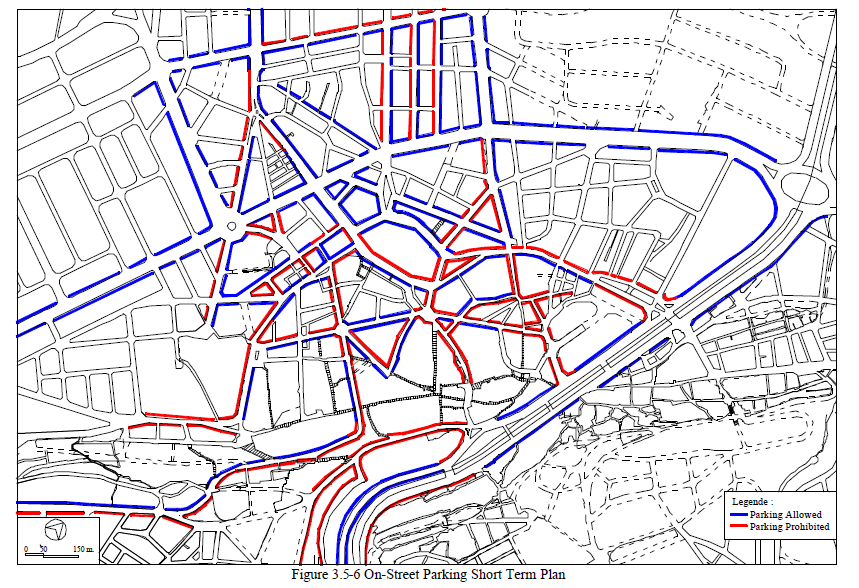 Legende :
Parking Allowed
Parking Prohibited
0 50 150 m.
Figure 3.5-6 On-Street Parking Short Term Plan